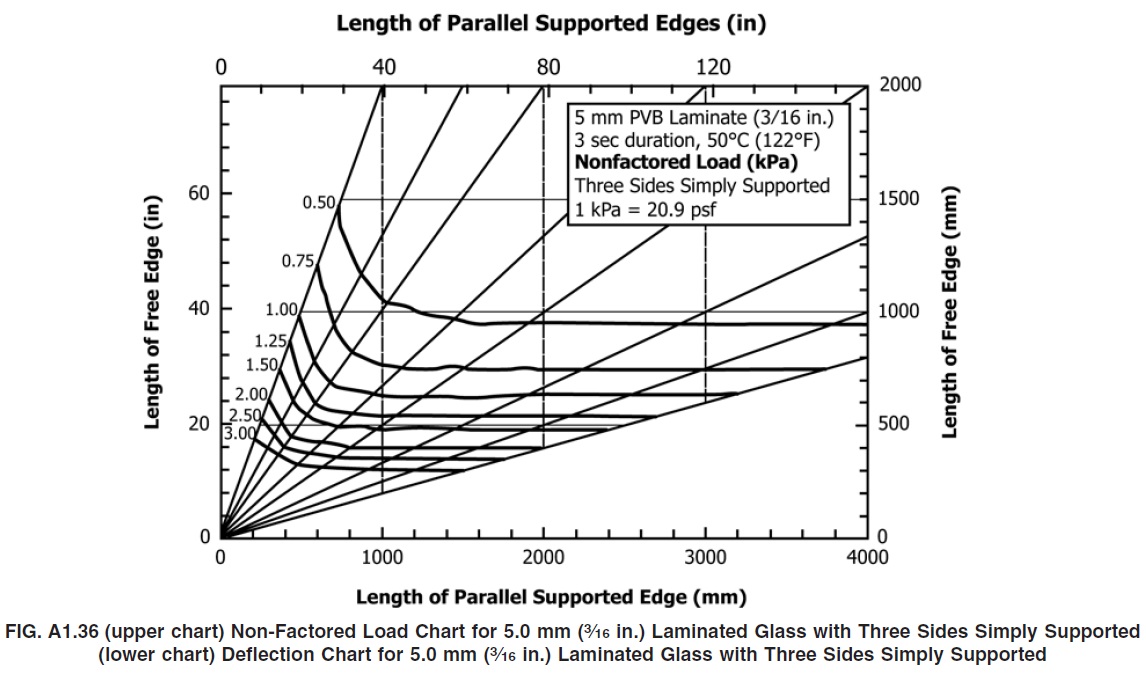 Length of Parallel Supported Edges (in)
0 40 80 120
2000
5 mm PVB Laminate (3/16 in.)
3 sec duration, 50°C (122°F)
Nonfactored Load (kPa)
Three Sides Simply Supported
1 kPa = 20.9 psf
60
0.50
1500
0.75
40
1.00
1000
1.25
1.50
2.00
20
2.50
500
3.00
0
0
Length of Free Edge (in)
Length of Free Edge (mm)
0 1000 2000 3000 4000
Length of Parallel Supported Edge (mm)
FIG. A1.36 (upper chart) Non-Factored Load Chart for 5.0 mm (3⁄16 in.) Laminated Glass with Three Sides Simply Supported
(lower chart) Deflection Chart for 5.0 mm (3⁄16 in.) Laminated Glass with Three Sides Simply Supported